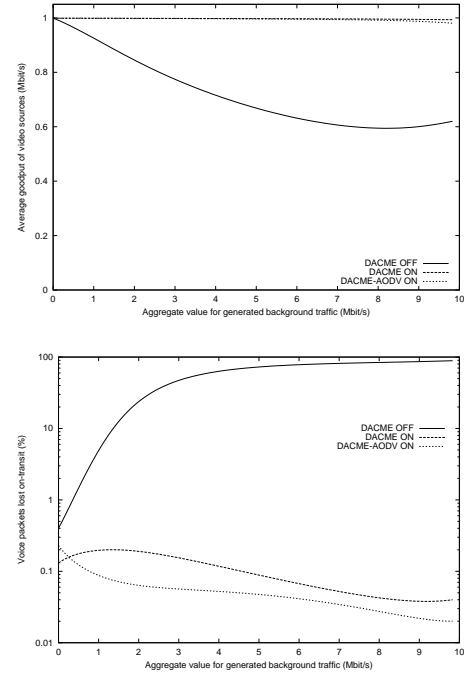 Average goodput of video sources (Mbit/s)
1
0.8
0.6
0.4
0.2
0
0 1 2 3 4 5 6 7 8 9 10
Aggregate value for generated background traffic (Mbit/s)
DACME OFF
DACME ON
DACME-AODV ON
Voice packets lost on-transit (%)
100
10
1
0.1
0.01
0 1 2 3 4 5 6 7 8 9 10
Aggregate value for generated background traffic (Mbit/s)
DACME OFF
DACME ON
DACME-AODV ON